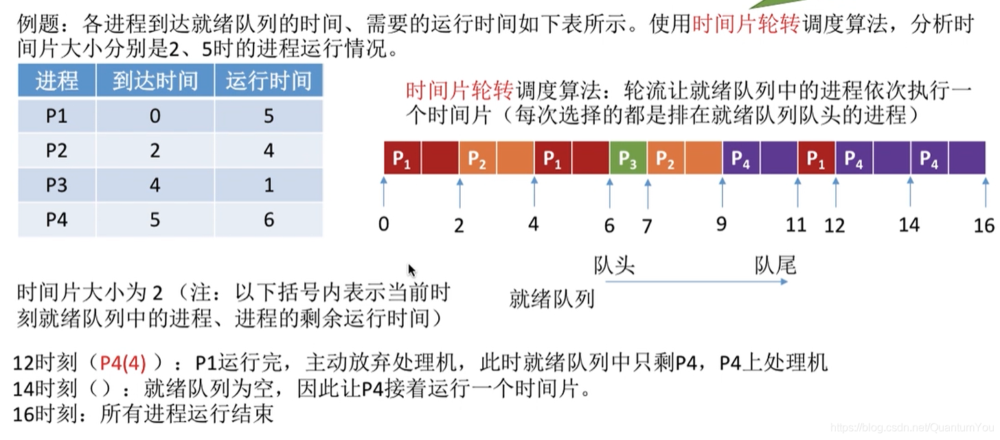 例题：各进程到达就绪队列的时间、需要的运行时间如下表所示。使用时间片轮转调度算法，分析时
间片大小分别是2、5时的进程运行情况。
进程 到达时间 运行时间
P1 0 5
P2 2 4
P3 4 1
P4 5 6
时间片轮转调度算法：轮流让就绪队列中的进程依次执行一
个时间片（每次选择的都是排在就绪队列队头的进程）
P1 P2 P1 P3 P2 P4 P1 P4 P4
0 2 4 6 7 9 11 12 14 16
队头 队尾
就绪队列
时间片大小为 2 （注：以下括号内表示当前时
刻就绪队列中的进程、进程的剩余运行时间）
12时刻（P4(4) ）：P1运行完，主动放弃处理机，此时就绪队列中只剩P4，P4上处理机
14时刻（）：就绪队列为空，因此让P4接着运行一个时间片。
16时刻：所有进程运行结束
https://blog.csdn.net/QuantumYou